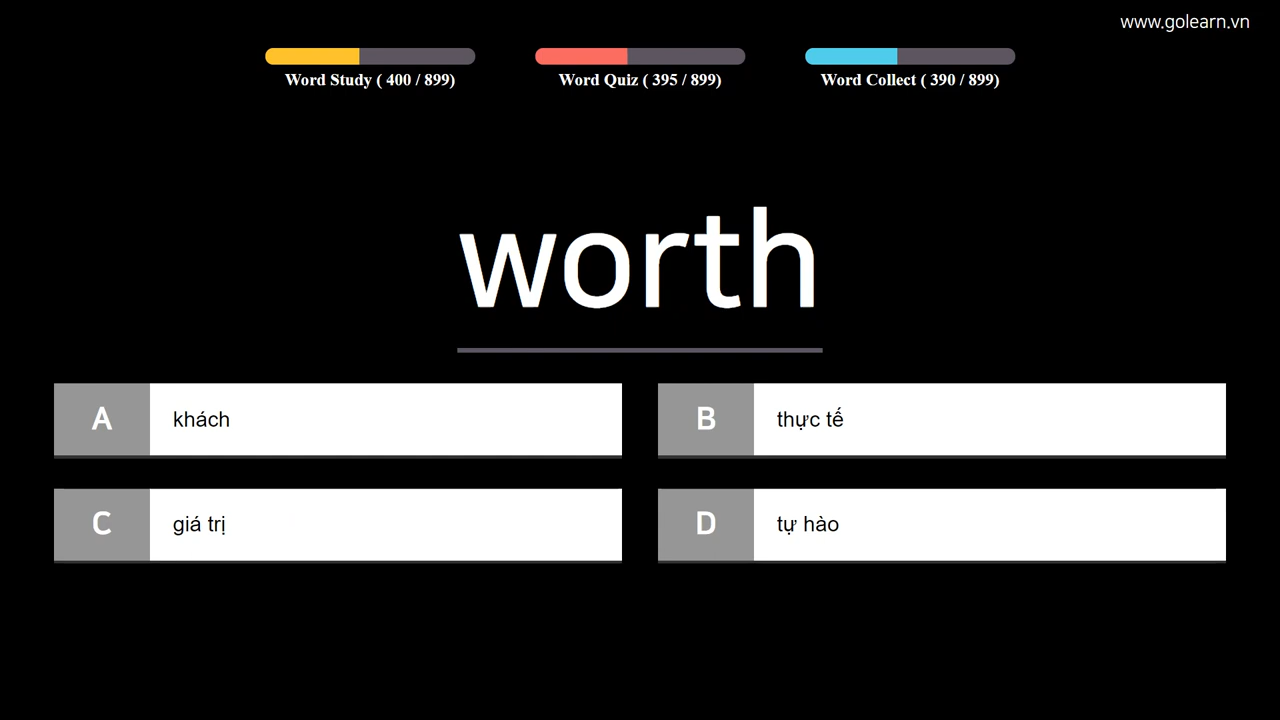 www.golearn.vn
Word Study ( 400 / 899)
Word Quiz ( 395 / 899)
Word Collect ( 390 / 899)
worth
A khách
B thực tế
C giá trị
D tự hào